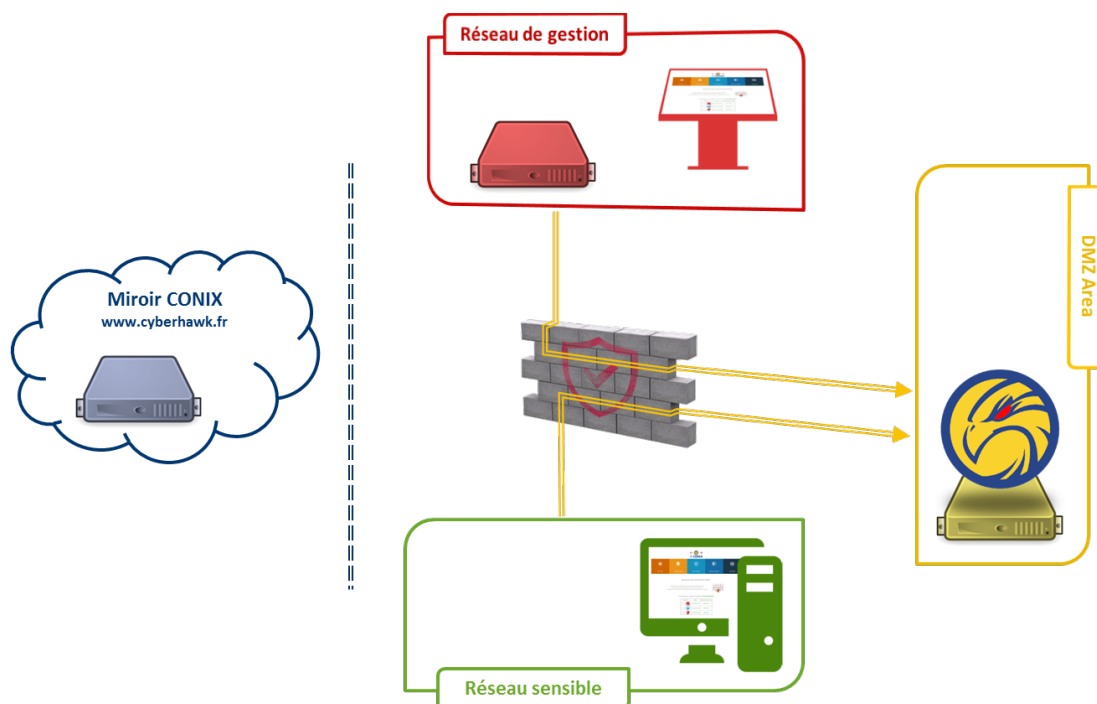 Réseau de gestion
Miroir CONIX
www.cyberhawk.fr
DMZ Area
Réseau sensible